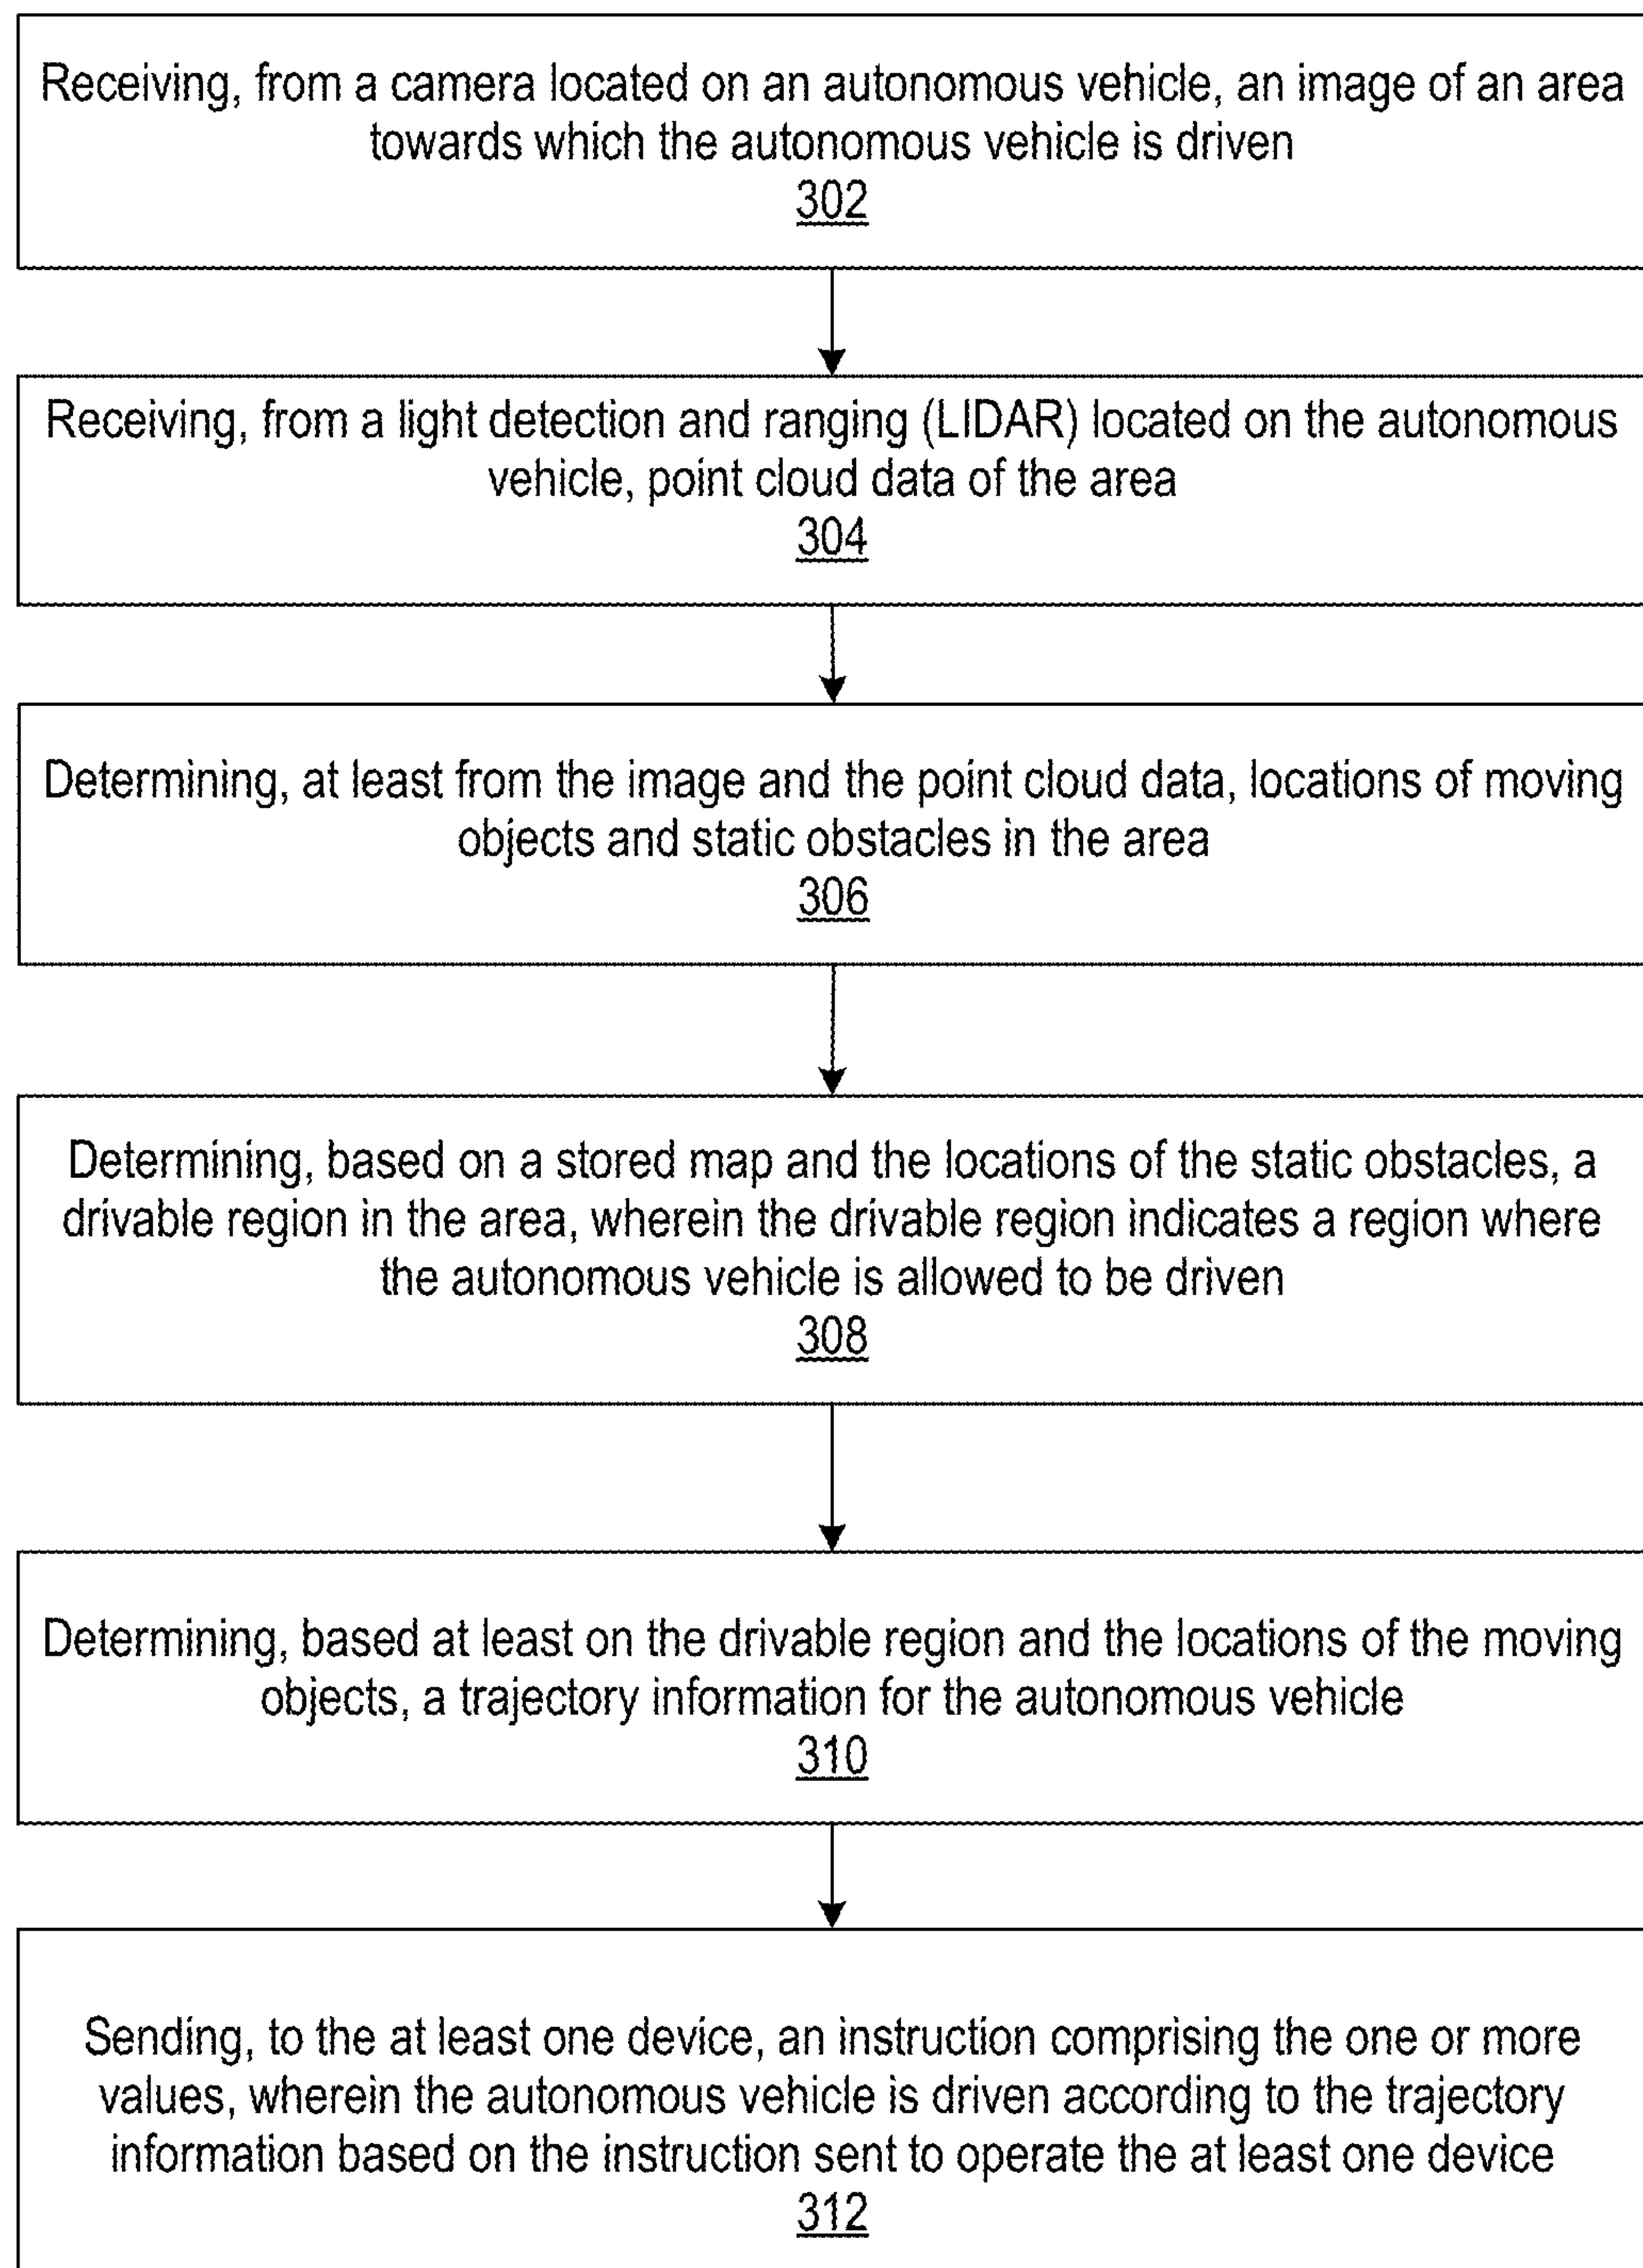 Receiving, from a camera located on an autonomous vehicle, an image of an area
towards which the autonomous vehicle is driven
302
Receiving, from a light detection and ranging (LIDAR) located on the autonomous
vehicle, point cloud data of the area
304
Determining, at least from the image and the point cloud data, locations of moving
objects and static obstacles in the area
306
Determining, based on a stored map and the locations of the static obstacles, a
drivable region in the area, wherein the drivable region indicates a region where
the autonomous vehicle is allowed to be driven
308
Determining, based at least on the drivable region and the locations of the moving
objects, a trajectory information for the autonomous vehicle
310
Sending, to the at least one device, an instruction comprising the one or more
values, wherein the autonomous vehicle is driven according to the trajectory
information based on the instruction sent to operate the at least one device
312